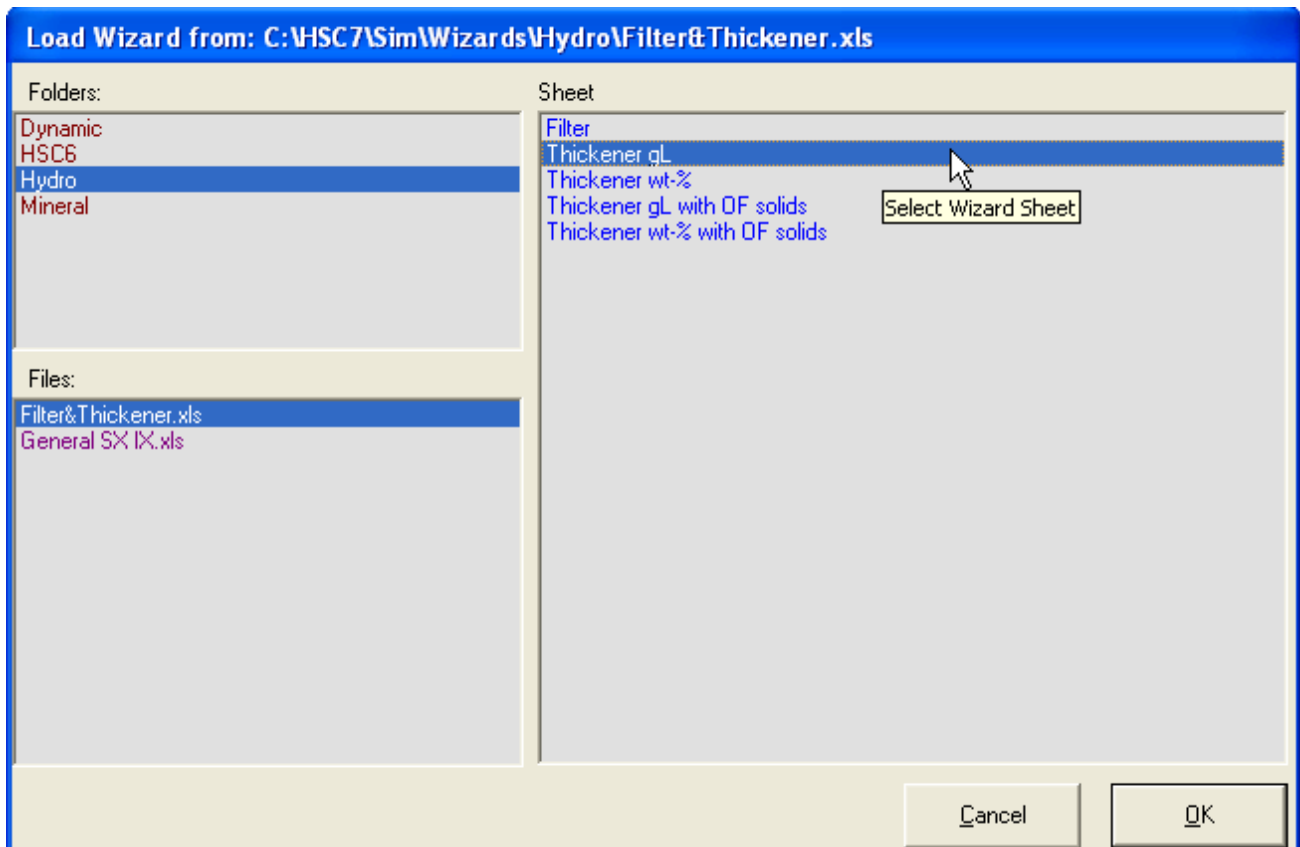 Load Wizard from: C:\HSC7\Sim\Wizards\Hydro\Filter&Thickener.xls
Folders:
Dynamic
HSC6
Hydro
Mineral
Files:
Filter&Thickener.xls
General SX IX.xls
Sheet
Filter
Thickener gL
Thickener wt-%
Thickener gL with OF solids
Thickener wt-% with OF solids
Select Wizard Sheet
Cancel
OK